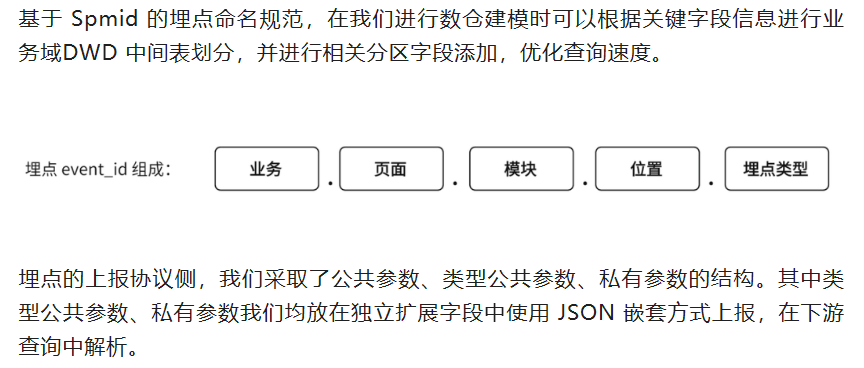 基于 Spmid 的埋点命名规范，在我们进行数仓建模时可以根据关键字段信息进行业
务域DWD 中间表划分，并进行相关分区字段添加，优化查询速度。
埋点 event_id 组成： 业务 . 页面 . 模块 . 位置 . 埋点类型
埋点的上报协议侧，我们采取了公共参数、类型公共参数、私有参数的结构。其中类
型公共参数、私有参数我们均放在独立扩展字段中使用 JSON 嵌套方式上报，在下游
查询中解析。